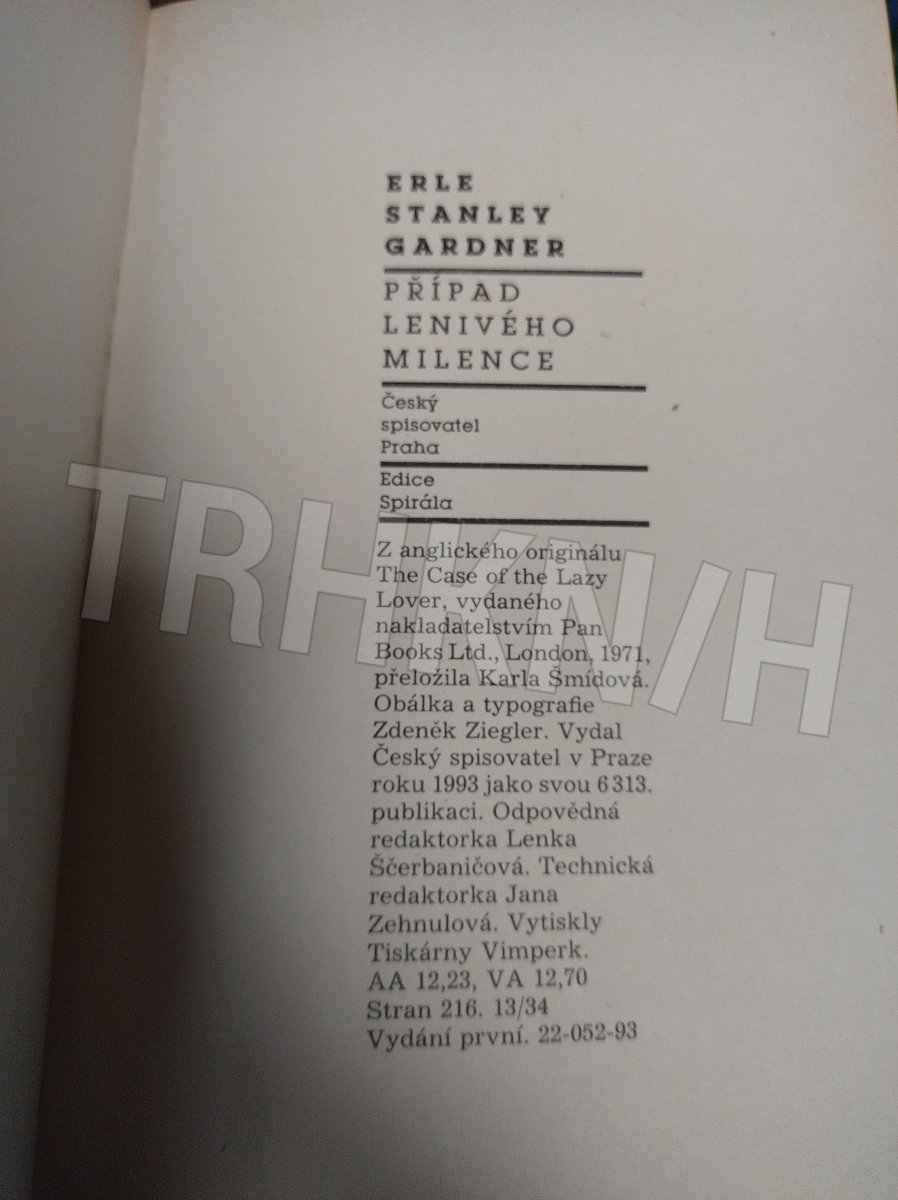 ERLE
STANLEY
GARDNER
PŘÍPAD
LENIVÉHO
MILENCE
Český
spisovatel
Praha
Edice
Spirála
Z anglického originálu
The Case of the Lazy
Lover, vydaného
nakladatelstvím Pan
Books Ltd., London, 1971,
přeložila Karla Šmídová.
Obálka a typografie
Zdeněk Ziegler. Vydal
Český spisovatel v Praze
roku 1993 jako svou 6313.
publikaci. Odpovědná
redaktorka Lenka
Ščerbaničová. Technická
redaktorka Jana
Zehnulová. Vytiskly
Tiskárny Vimperk.
AA 12,23, VA 12,70
Stran 216. 13/34
Vydání první. 22-052-93